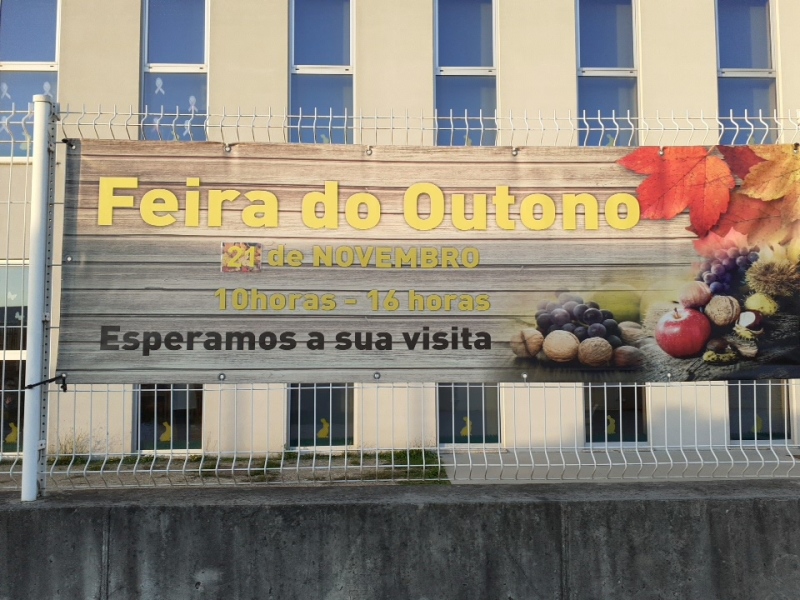 Feira do Outono
21 de NOVEMBRO
10horas - 16 horas
Esperamos a sua visita